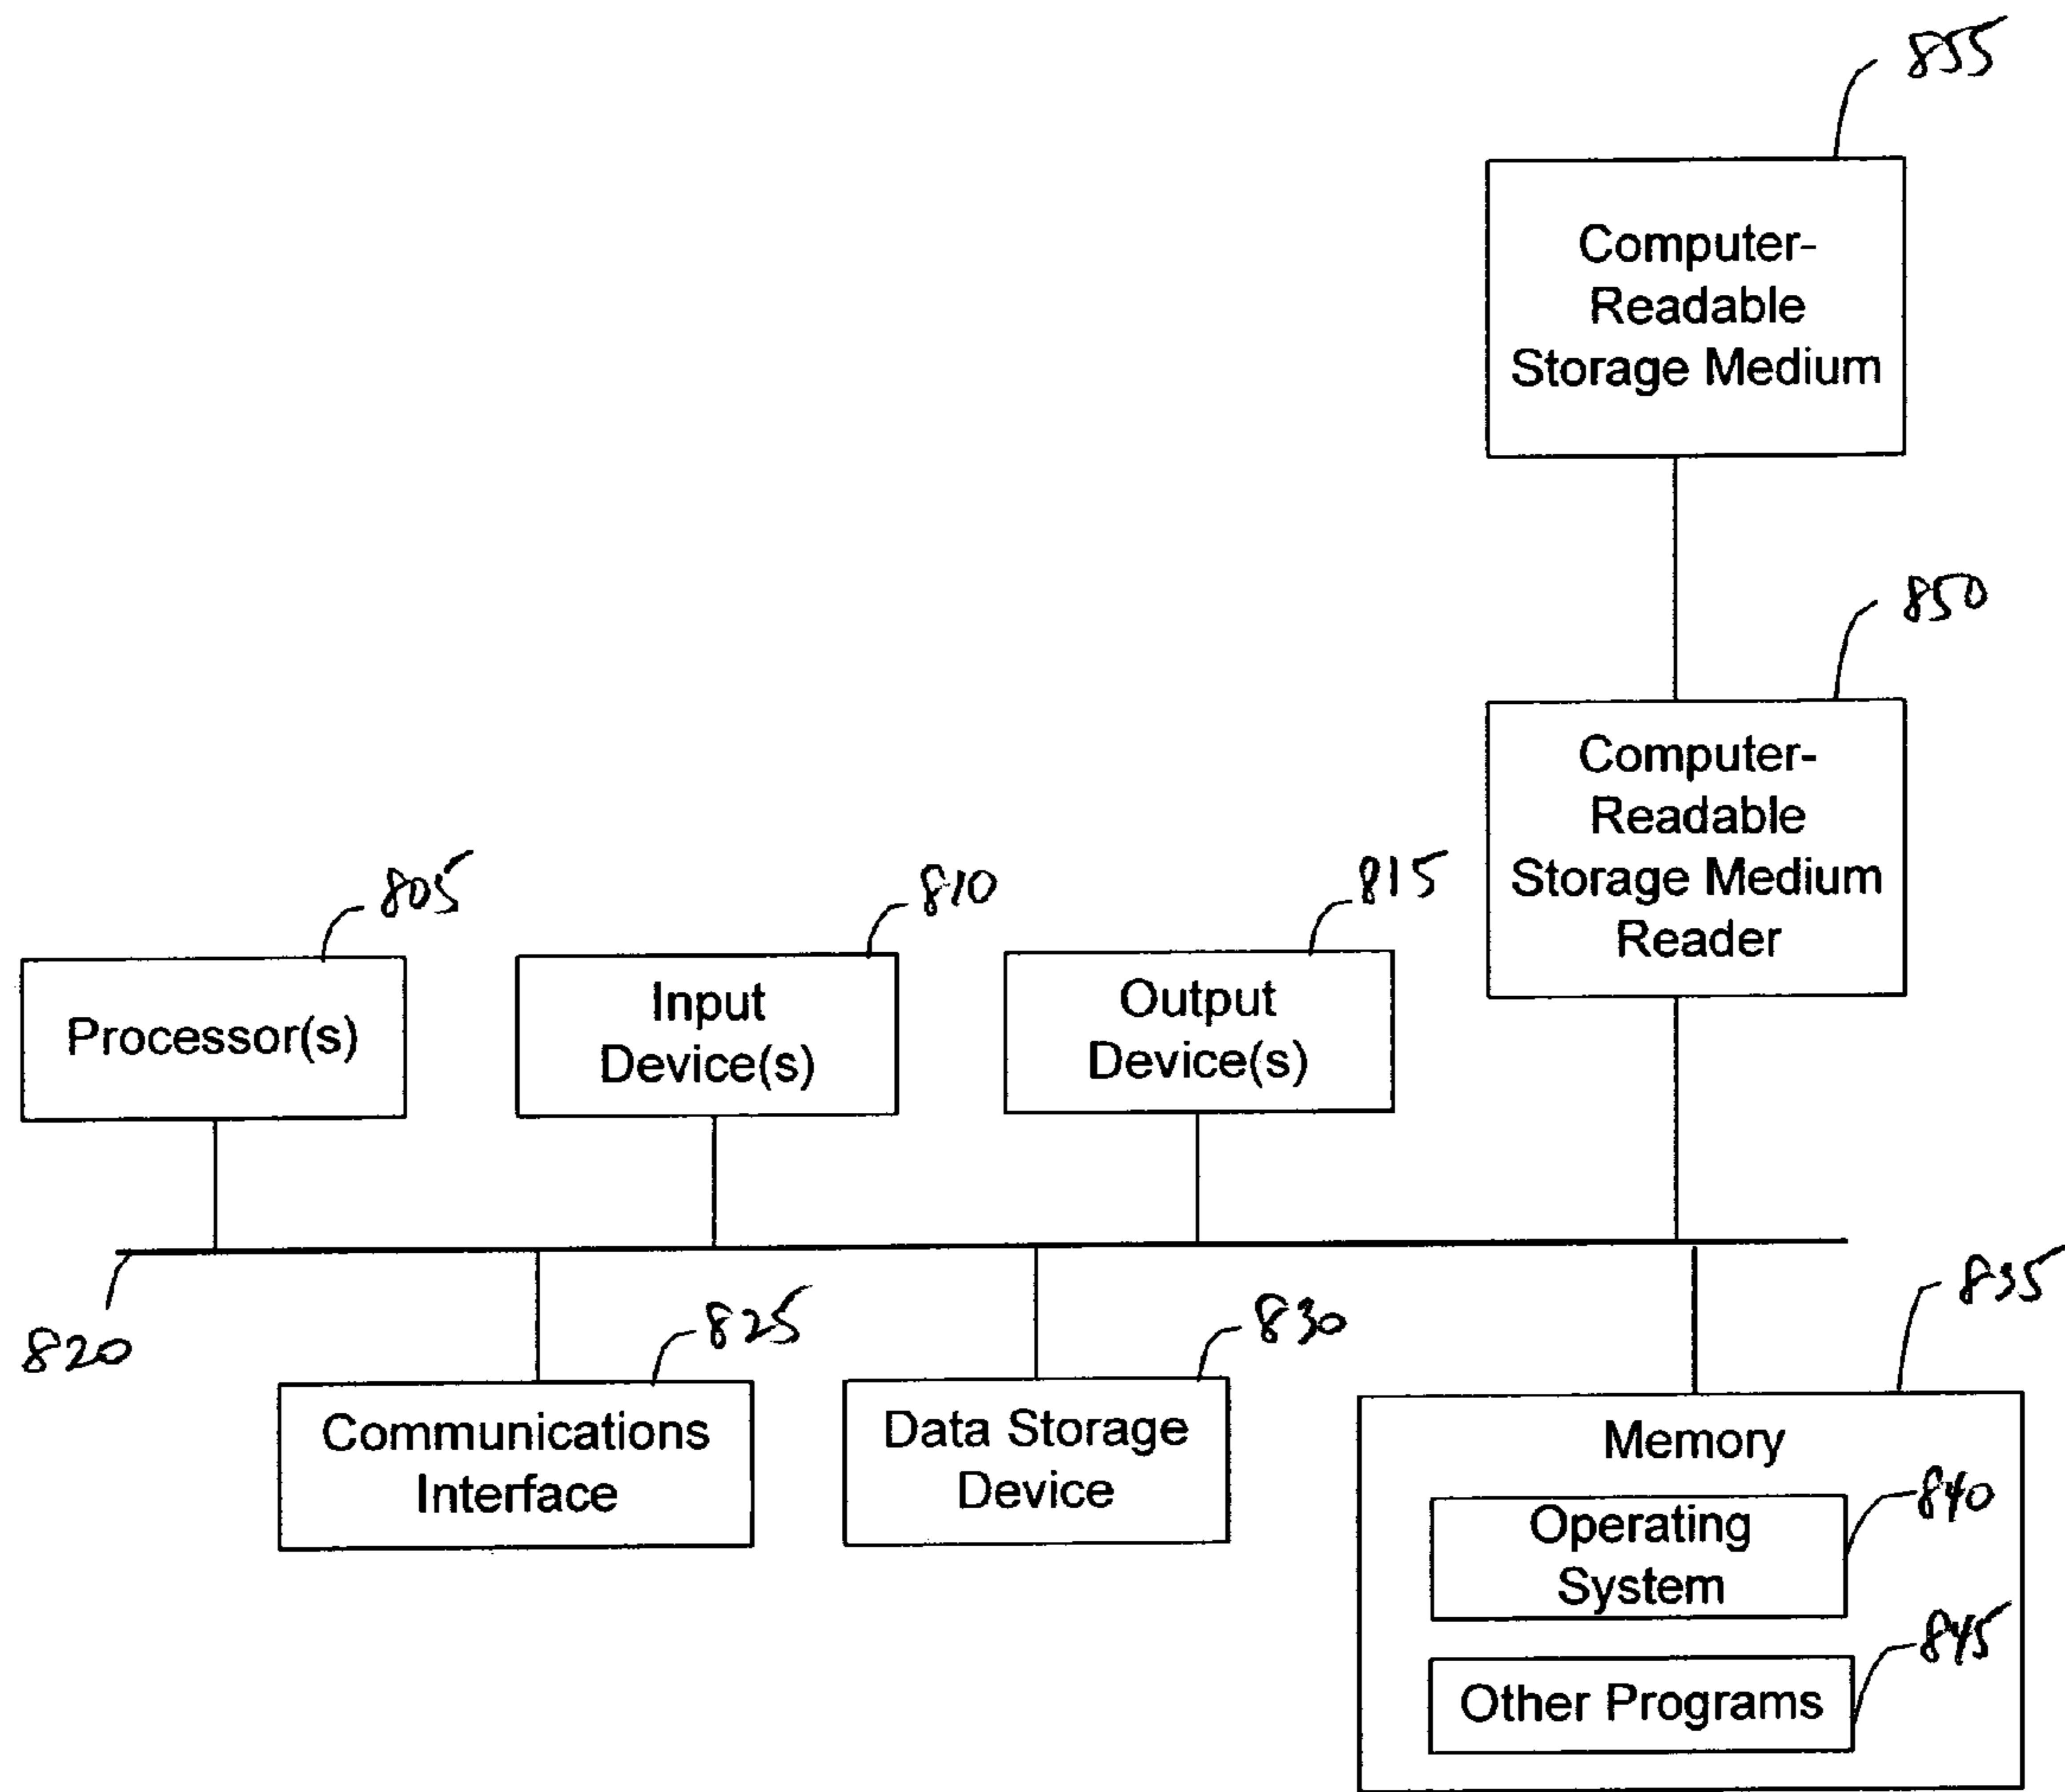 855
Computer-
Readable
Storage Medium
850
Computer-
Readable
Storage Medium
Reader
805
Processor(s)
810
Input
Device(s)
815
Output
Device(s)
820
825
Communications
Interface
830
Data Storage
Device
835
Memory
840
Operating
System
845
Other Programs